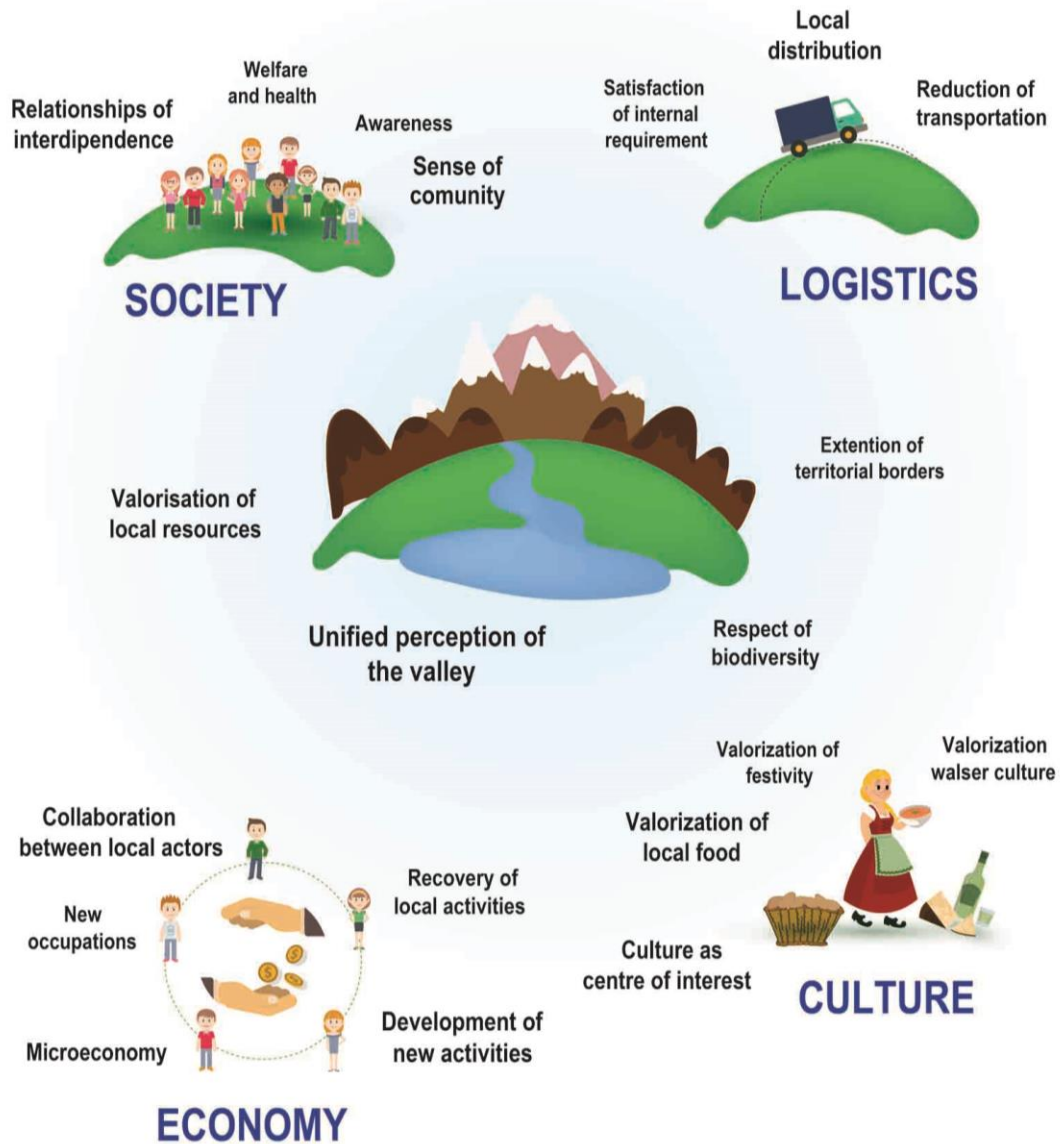 Relationships of
interdipendence
Welfare
and health
Awareness
Sense of
comunity
SOCIETY
Local
distribution
Satisfaction
of internal
requirement
Reduction of
transportation
LOGISTICS
Extention of
territorial borders
Valorisation of
local resources
Unified perception of
the valley
Respect of
biodiversity
Collaboration
between local actors
New
occupations
Recovery of
local activities
Microeconomy
Development of
new activities
$
$
ECONOMY
Valorization of
festivity
Valorization
walser culture
Valorization of
local food
Culture as
centre of interest
CULTURE